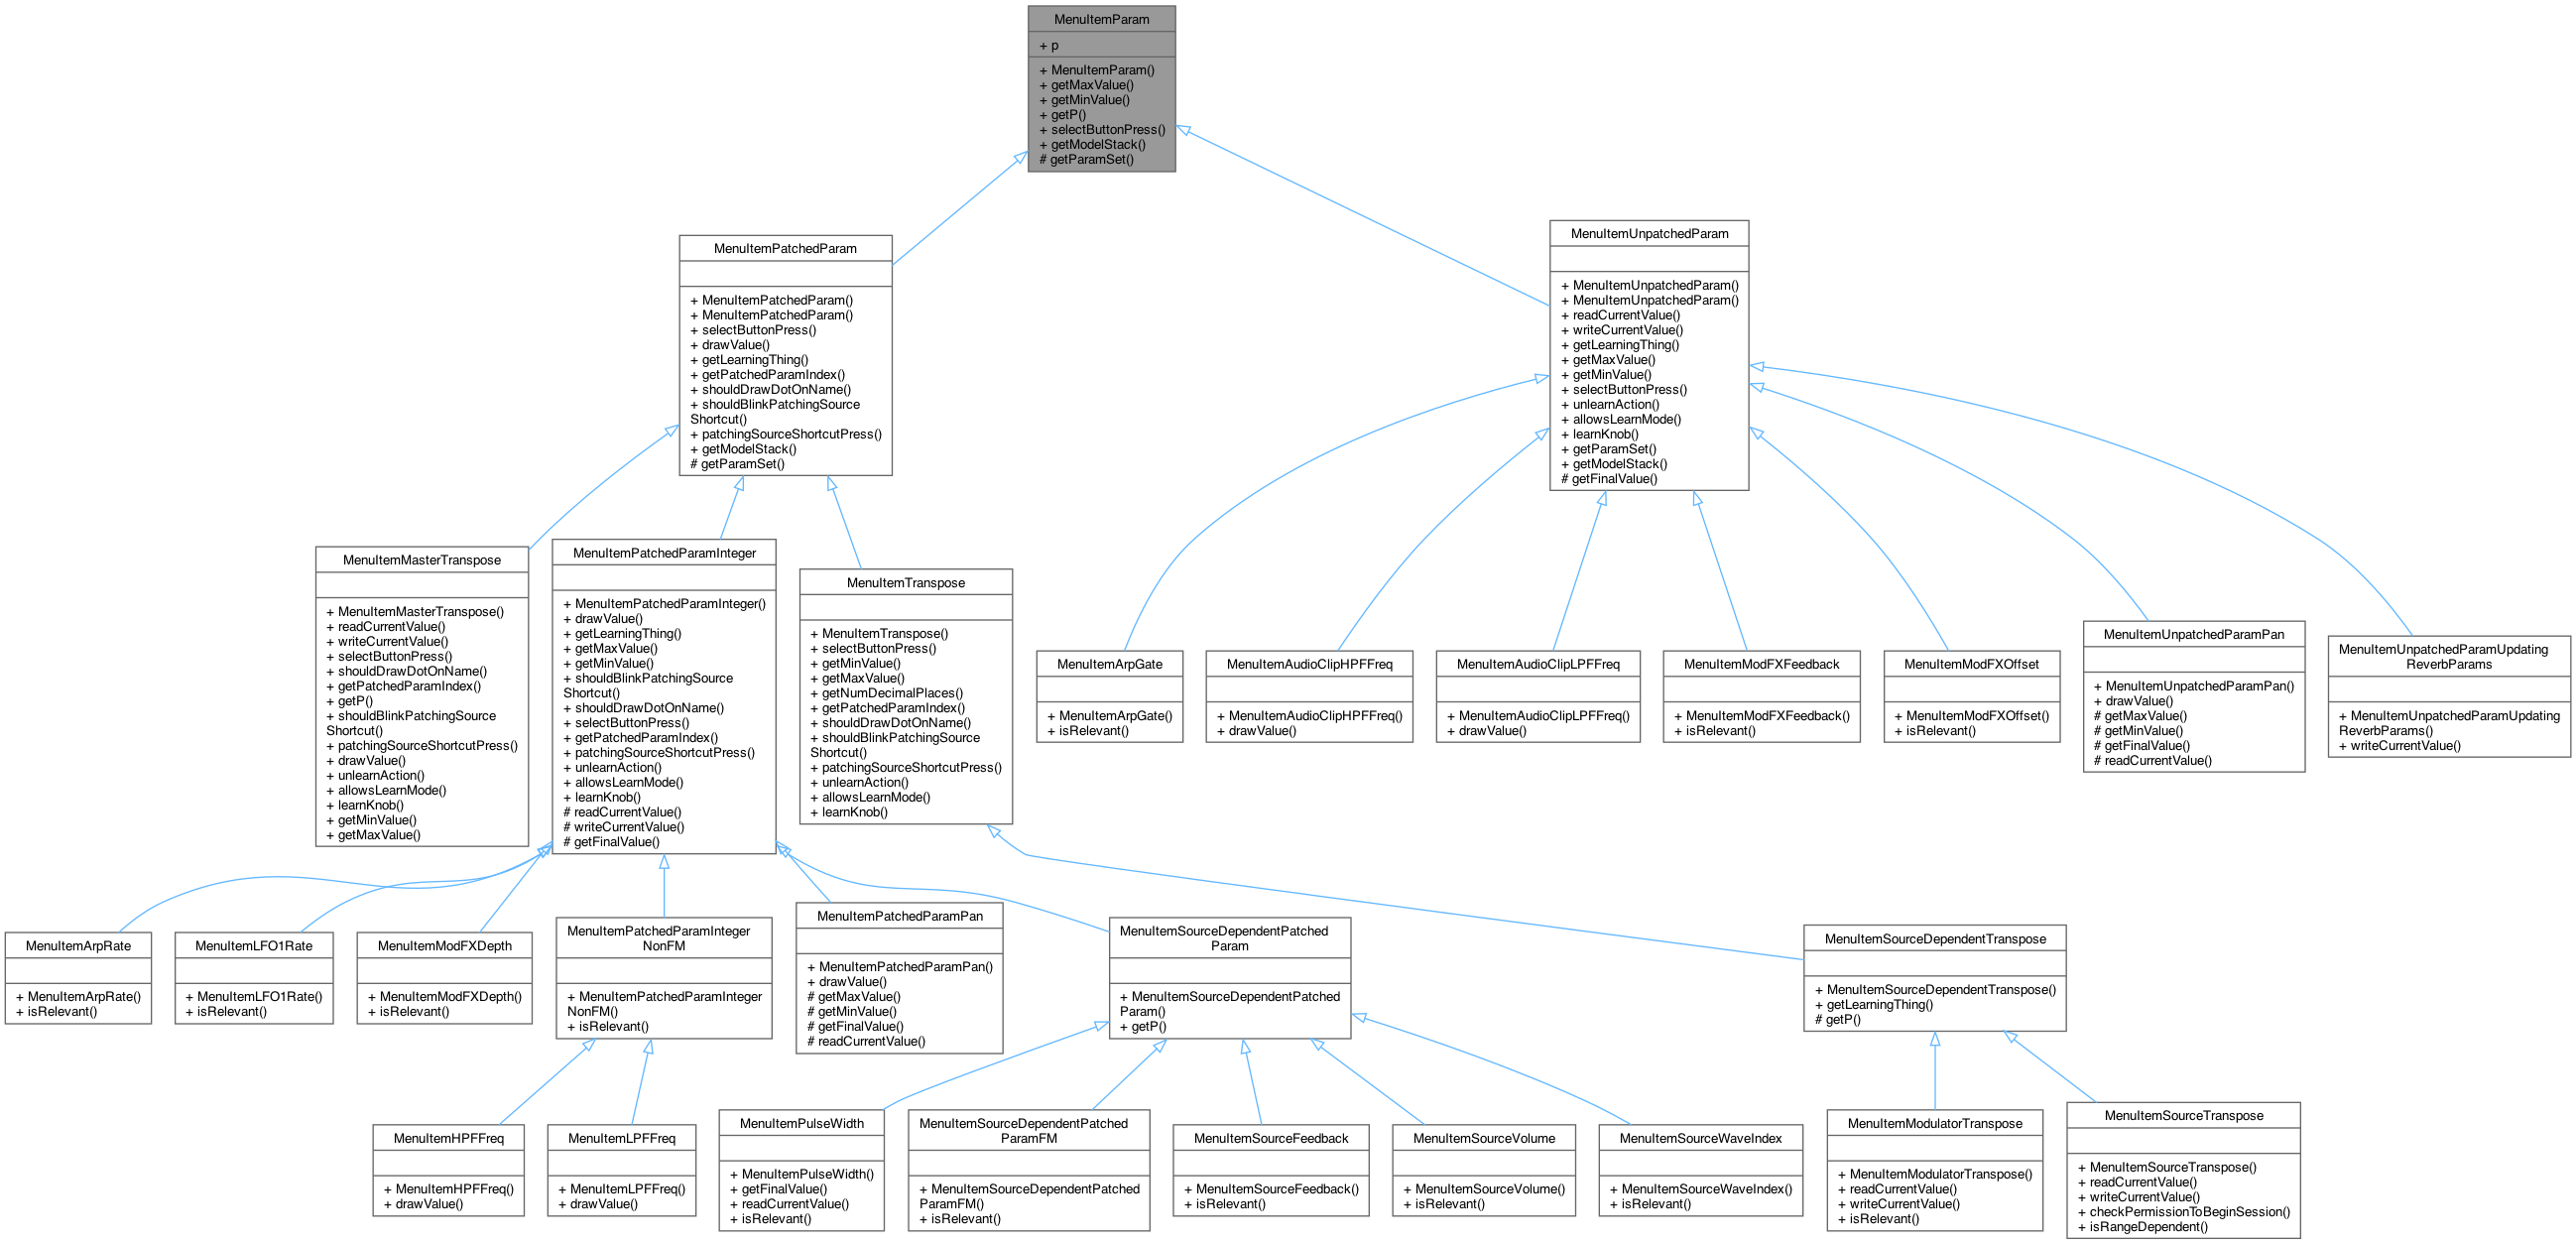 MenuItemParam
+ p
+ MenuItemParam()
+ getMaxValue()
+ getMinValue()
+ getP()
+ selectButtonPress()
+ getModelStack()
# getParamSet()
MenuItemPatchedParam
+ MenuItemPatchedParam()
+ MenuItemPatchedParam()
+ selectButtonPress()
+ drawValue()
+ getLearningThing()
+ getPatchedParamIndex()
+ shouldDrawDotOnName()
+ shouldBlinkPatchingSource
Shortcut()
+ patchingSourceShortcutPress()
+ getModelStack()
# getParamSet()
MenuItemUnpatchedParam
+ MenuItemUnpatchedParam()
+ MenuItemUnpatchedParam()
+ readCurrentValue()
+ writeCurrentValue()
+ getLearningThing()
+ getMaxValue()
+ getMinValue()
+ selectButtonPress()
+ unlearnAction()
+ allowsLearnMode()
+ learnKnob()
+ getParamSet()
+ getModelStack()
# getFinalValue()
MenuItemMasterTranspose
+ MenuItemMasterTranspose()
+ readCurrentValue()
+ writeCurrentValue()
+ selectButtonPress()
+ shouldDrawDotOnName()
+ getPatchedParamIndex()
+ getP()
+ shouldBlinkPatchingSource
Shortcut()
+ patchingSourceShortcutPress()
+ drawValue()
+ unlearnAction()
+ allowsLearnMode()
+ learnKnob()
+ getMinValue()
+ getMaxValue()
MenuItemPatchedParamInteger
+ MenuItemPatchedParamInteger()
+ drawValue()
+ getLearningThing()
+ getMaxValue()
+ getMinValue()
+ shouldBlinkPatchingSource
Shortcut()
+ shouldDrawDotOnName()
+ selectButtonPress()
+ getPatchedParamIndex()
+ patchingSourceShortcutPress()
+ unlearnAction()
+ allowsLearnMode()
+ learnKnob()
# readCurrentValue()
# writeCurrentValue()
# getFinalValue()
MenuItemTranspose
+ MenuItemTranspose()
+ selectButtonPress()
+ getMinValue()
+ getMaxValue()
+ getNumDecimalPlaces()
+ getPatchedParamIndex()
+ shouldDrawDotOnName()
+ shouldBlinkPatchingSource
Shortcut()
+ patchingSourceShortcutPress()
+ unlearnAction()
+ allowsLearnMode()
+ learnKnob()
MenuItemArpGate
+ MenuItemArpGate()
+ isRelevant()
MenuItemAudioClipHPFFreq
+ MenuItemAudioClipHPFFreq()
+ drawValue()
MenuItemAudioClipLPFFreq
+ MenuItemAudioClipLPFFreq()
+ drawValue()
MenuItemModFXFeedback
+ MenuItemModFXFeedback()
+ isRelevant()
MenuItemModFXOffset
+ MenuItemModFXOffset()
+ isRelevant()
MenuItemUnpatchedParamPan
+ MenuItemUnpatchedParamPan()
+ drawValue()
# getMaxValue()
# getMinValue()
# getFinalValue()
# readCurrentValue()
MenuItemUnpatchedParamUpdating
ReverbParams
+ MenuItemUnpatchedParamUpdating
ReverbParams()
+ writeCurrentValue()
MenuItemArpRate
+ MenuItemArpRate()
+ isRelevant()
MenuItemLFO1Rate
+ MenuItemLFO1Rate()
+ isRelevant()
MenuItemModFXDepth
+ MenuItemModFXDepth()
+ isRelevant()
MenuItemPatchedParamInteger
NonFM
+ MenuItemPatchedParamInteger
NonFM()
+ isRelevant()
MenuItemPatchedParamPan
+ MenuItemPatchedParamPan()
+ drawValue()
# getMaxValue()
# getMinValue()
# getFinalValue()
# readCurrentValue()
MenuItemSourceDependentPatched
Param
+ MenuItemSourceDependentPatched
Param()
+ getP()
MenuItemSourceDependentTranspose
+ MenuItemSourceDependentTranspose()
+ getLearningThing()
# getP()
MenuItemHPFFreq
+ MenuItemHPFFreq()
+ drawValue()
MenuItemLPFFreq
+ MenuItemLPFFreq()
+ drawValue()
MenuItemPulseWidth
+ MenuItemPulseWidth()
+ getFinalValue()
+ readCurrentValue()
+ isRelevant()
MenuItemSourceDependentPatched
ParamFM
+ MenuItemSourceDependentPatched
ParamFM()
+ isRelevant()
MenuItemSourceFeedback
+ MenuItemSourceFeedback()
+ isRelevant()
MenuItemSourceVolume
+ MenuItemSourceVolume()
+ isRelevant()
MenuItemSourceWaveIndex
+ MenuItemSourceWaveIndex()
+ isRelevant()
MenuItemModulatorTranspose
+ MenuItemModulatorTranspose()
+ readCurrentValue()
+ writeCurrentValue()
+ isRelevant()
MenuItemSourceTranspose
+ MenuItemSourceTranspose()
+ readCurrentValue()
+ writeCurrentValue()
+ checkPermissionToBeginSession()
+ isRangeDependent()